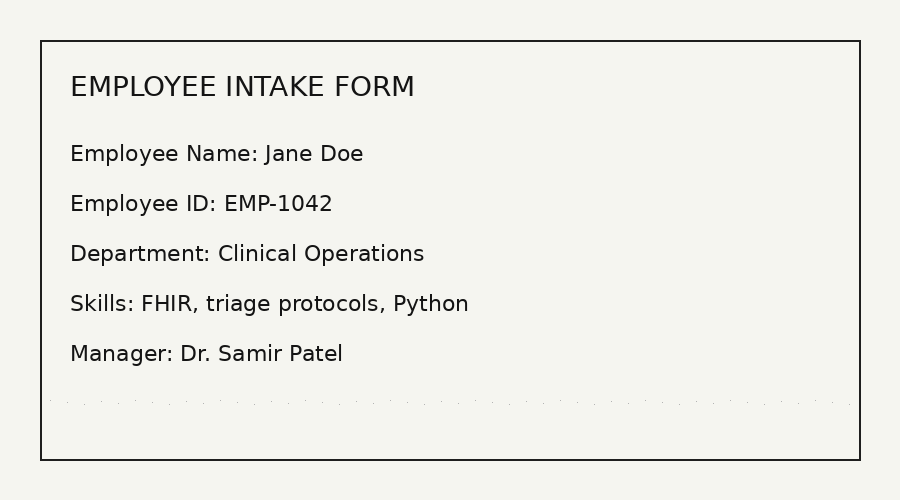 EMPLOYEE INTAKE FORM
Employee Name: Jane Doe
Employee ID: EMP-1042
Department: Clinical Operations
Skills: FHIR, triage protocols, Python
Manager: Dr. Samir Patel